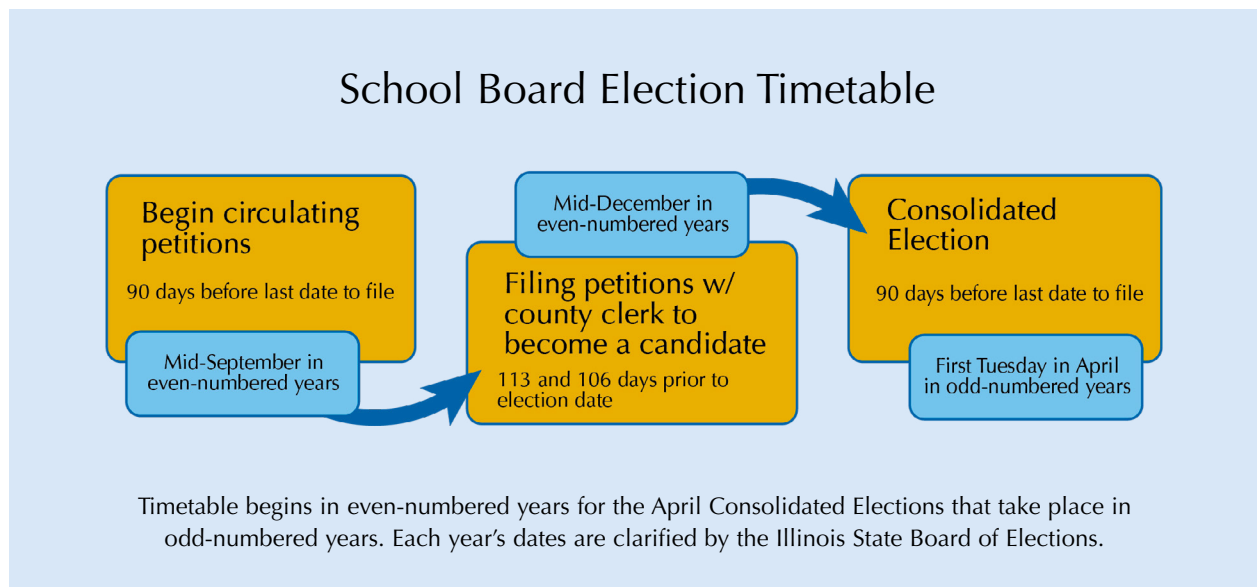 School Board Election Timetable
Begin circulating
petitions
90 days before last date to file
Mid-September in
even-numbered years
Mid-December in
even-numbered years
Filing petitions w/
county clerk to
become a candidate
113 and 106 days prior to
election date
Consolidated
Election
90 days before last date to file
First Tuesday in April
in odd-numbered years
Timetable begins in even-numbered years for the April Consolidated Elections that take place in
odd-numbered years. Each year’s dates are clarified by the Illinois State Board of Elections.